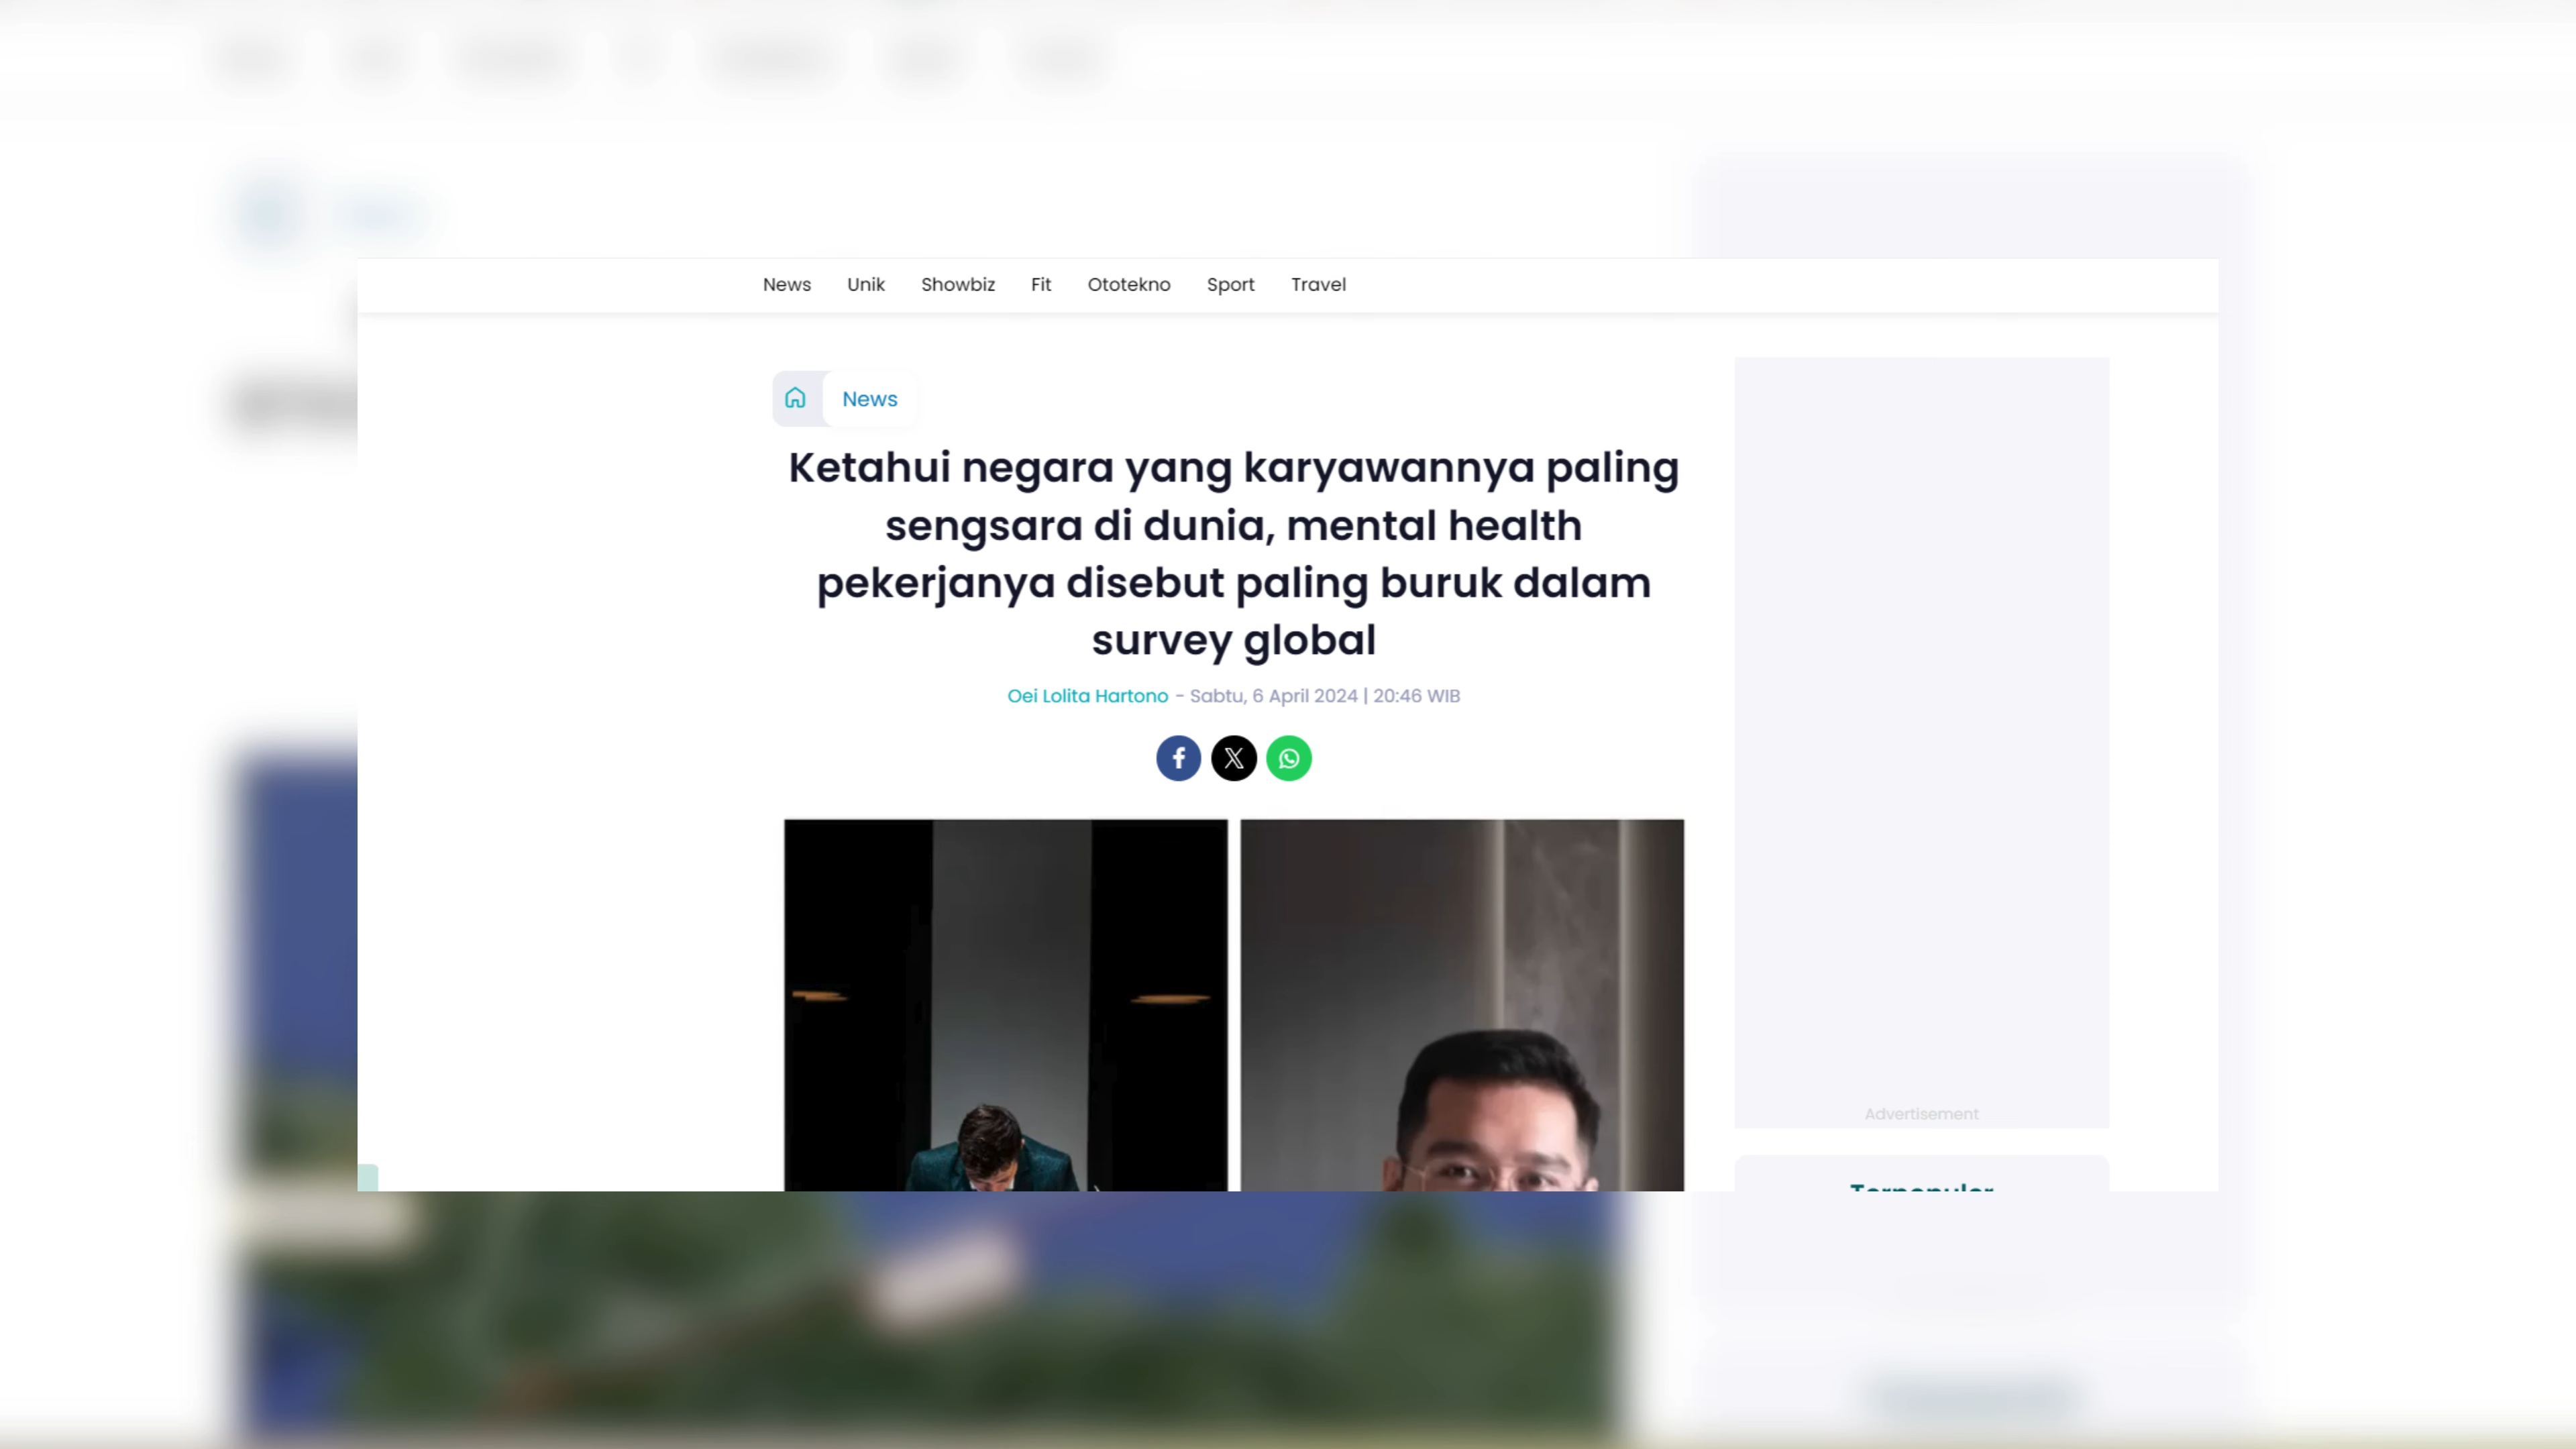 News Unik Showbiz Fit Ototekno Sport Travel
News
Ketahui negara yang karyawannya paling
sengsara di dunia, mental health
pekerjanya disebut paling buruk dalam
survey global
Oei Lolita Hartono - Sabtu, 6 April 2024 | 20:46 WIB
Advertisement
Terpopuler